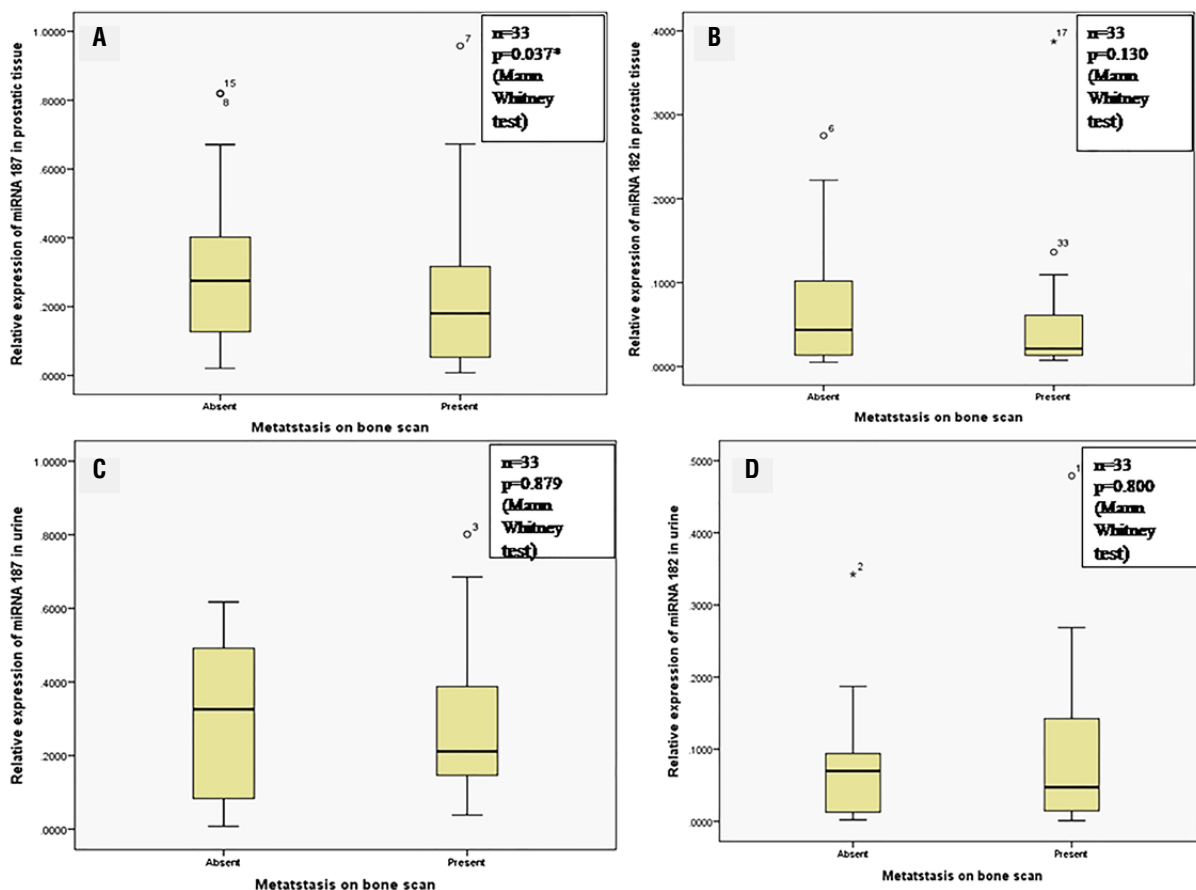 A
n=33
p=0.037*
(Mann
Whitney
test)
Relative expression of miRNA 187 in prostatic tissue
1.0000
.8000
.6000
.4000
.2000
.0000
15
8
7
Absent
Present
Metatstasis on bone scan
B
n=33
p=0.130
(Mann
Whitney
test)
Relative expression of miRNA 182 in prostatic tissue
.4000
.3000
.2000
.1000
.0000
6
17
33
Absent
Present
Metatstasis on bone scan
C
n=33
p=0.879
(Mann
Whitney
test)
Relative expression of miRNA 187 in urine
1.0000
.8000
.6000
.4000
.2000
.0000
3
Absent
Present
Metatstasis on bone scan
D
n=33
p=0.800
(Mann
Whitney
test)
Relative expression of miRNA 182 in urine
.5000
.4000
.3000
.2000
.1000
.0000
2
1
Absent
Present
Metatstasis on bone scan